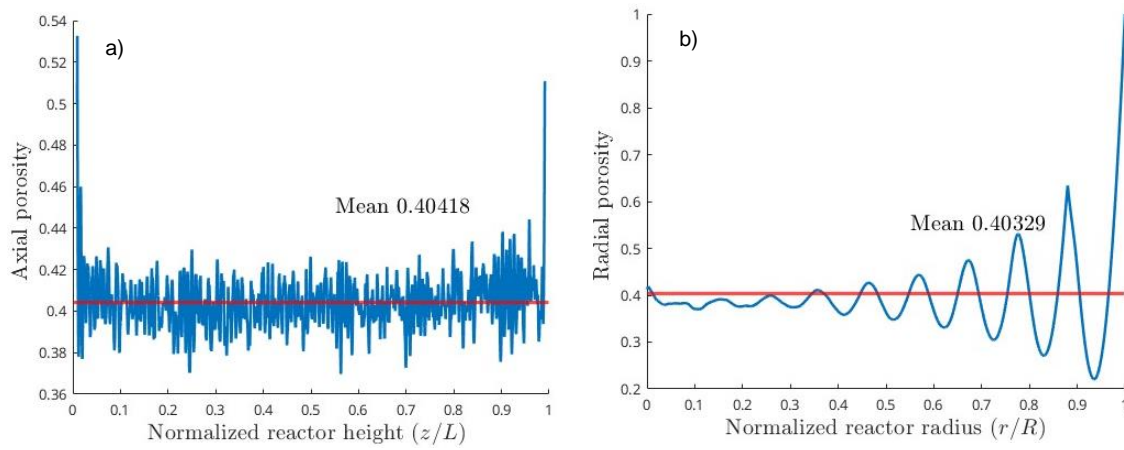 a)
Axial porosity
0.54
0.52
0.5
0.48
0.46
0.44
0.42
0.4
0.38
0.36
Mean 0.40418
0 0.1 0.2 0.3 0.4 0.5 0.6 0.7 0.8 0.9 1
Normalized reactor height (z/L)
b)
Radial porosity
1
0.9
0.8
0.7
0.6
0.5
0.4
0.3
0.2
Mean 0.40329
0 0.1 0.2 0.3 0.4 0.5 0.6 0.7 0.8 0.9 1
Normalized reactor radius (r/R)